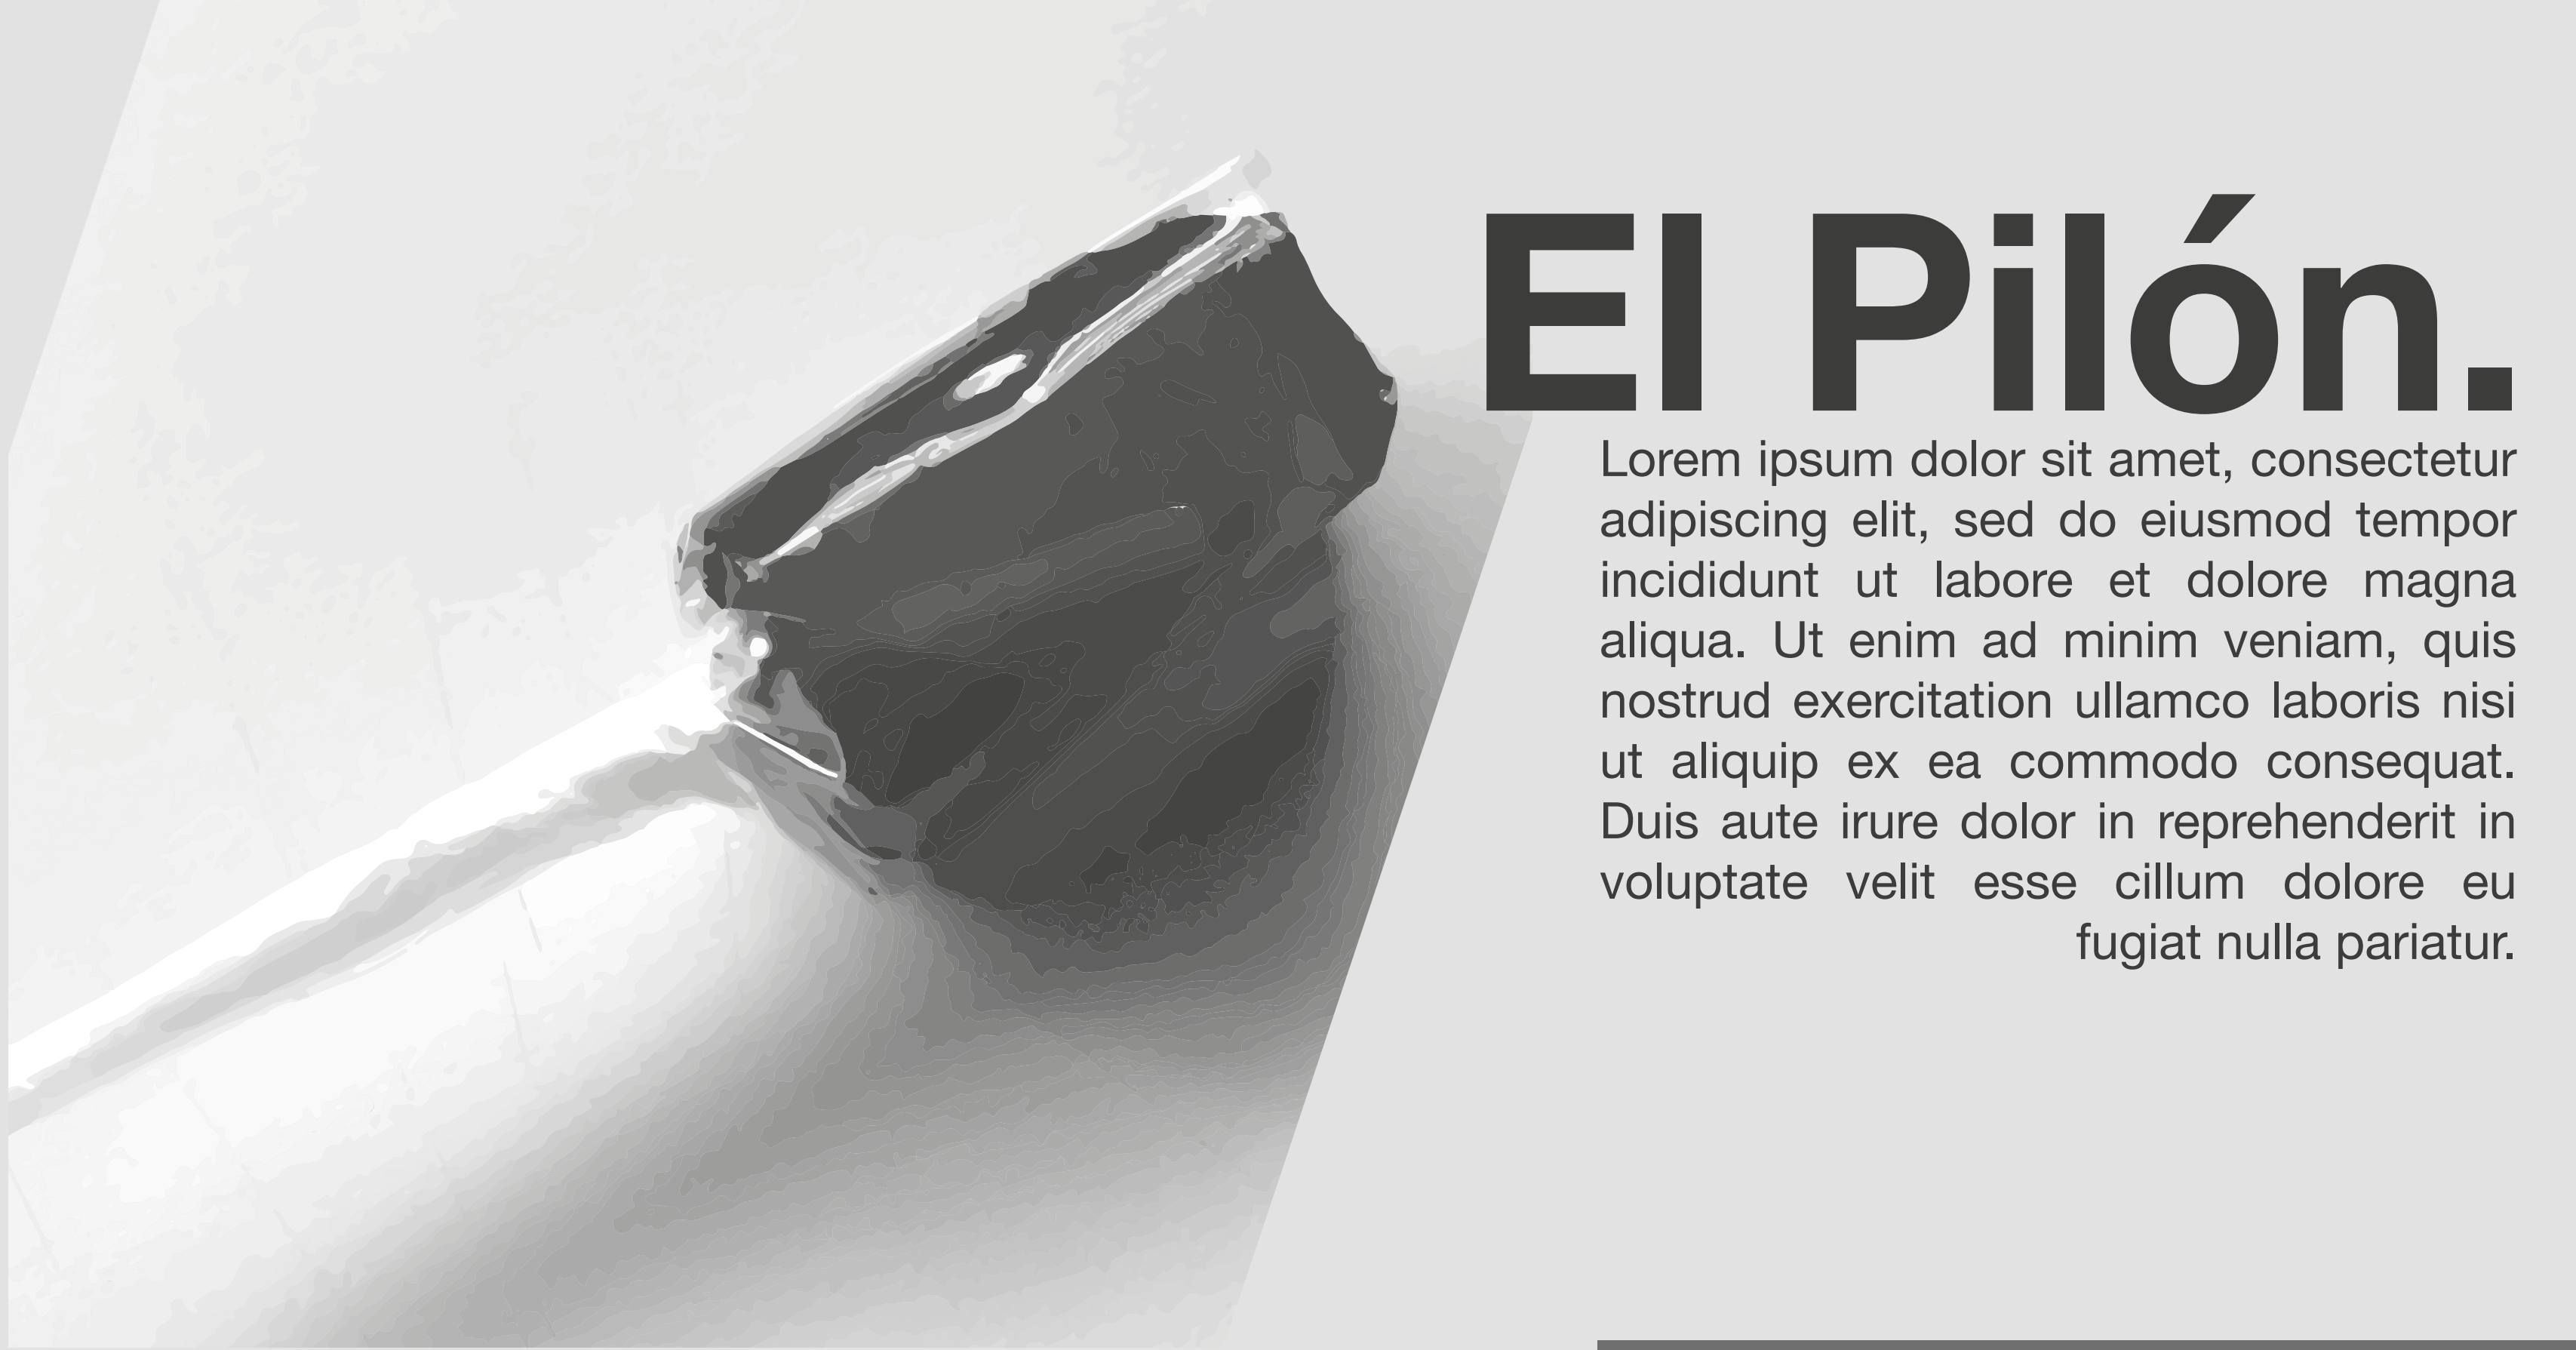 El Pilón.
Lorem ipsum dolor sit amet, consectetur
adipiscing elit, sed do eiusmod tempor
incididunt ut labore et dolore magna
aliqua. Ut enim ad minim veniam, quis
nostrud exercitation ullamco laboris nisi
ut aliquip ex ea commodo consequat.
Duis aute irure dolor in reprehenderit in
voluptate velit esse cillum dolore eu
fugiat nulla pariatur.